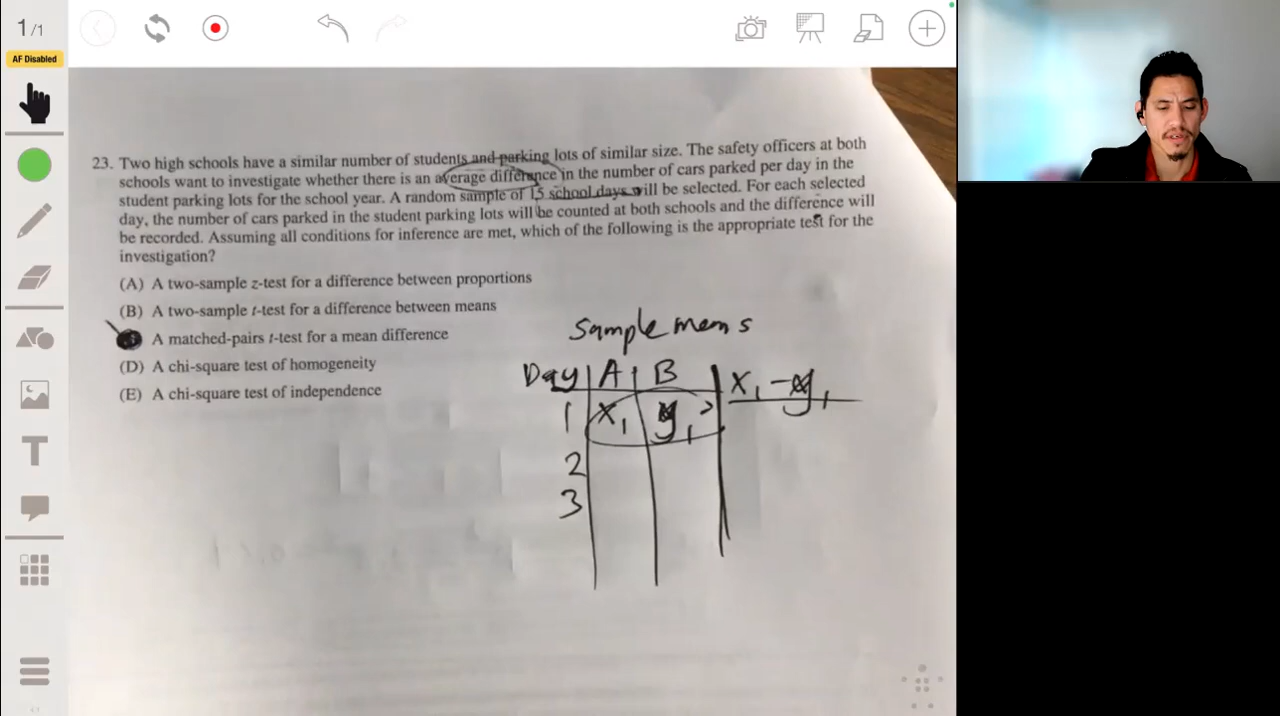 1/1
AF Disabled
23. Two high schools have a similar number of students and parking lots of similar size. The safety officers at both
schools want to investigate whether there is an average difference in the number of cars parked per day in the
student parking lots for the school year. A random sample of 15 school days will be selected. For each selected
day, the number of cars parked in the student parking lots will be counted at both schools and the difference will
be recorded. Assuming all conditions for inference are met, which of the following is the appropriate test for the
investigation?
(A) A two-sample z-test for a difference between proportions
(B) A two-sample t-test for a difference between means
A matched-pairs t-test for a mean difference
(D) A chi-square test of homogeneity
(E) A chi-square test of independence
Sample means
Day A B x₁ - y₁
1 x₁ y₁
2
3
T